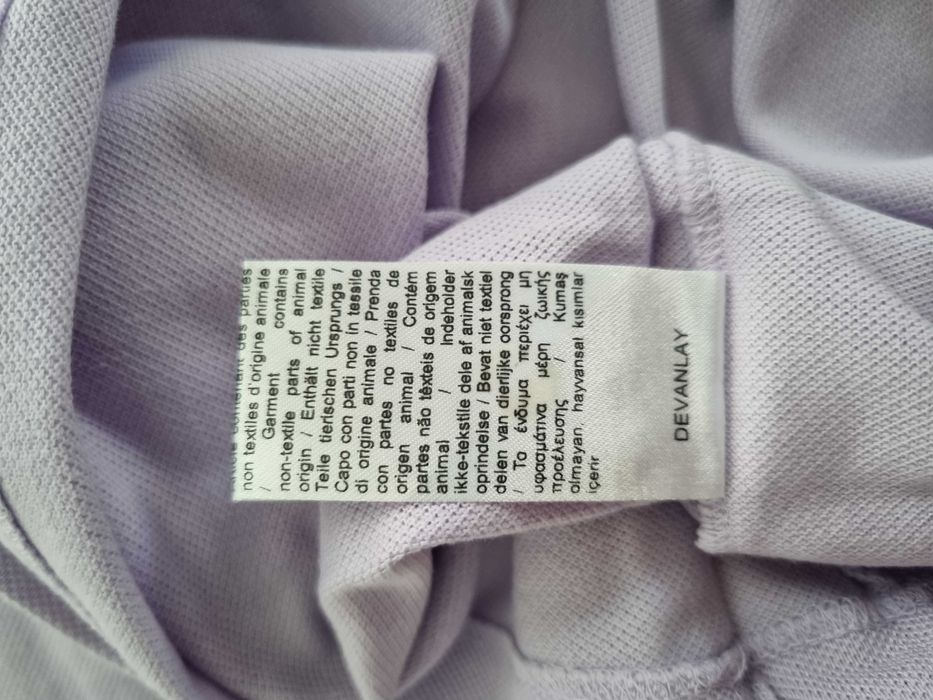 contenant des parties
non textiles d'origine animale
/ Garment contains
non-textile parts of animal
origin / Enthält nicht textile
Teile tierischen Ursprungs /
Capo con parti non in tessile
di origine animale / Prenda
con partes no textiles de
origen animal / Contém
partes não têxteis de origem
animal / Indeholder
ikke-tekstile dele af animalsk
oprindelse / Bevat niet textiel
delen van dierlijke oorsprong
/ Το ένδυμα περιέχει μη
υφασμάτινα μέρη ζωικής
προέλευσης / Kumaş
olmayan, hayvansal kısımlar
içerir
DEVANLAY